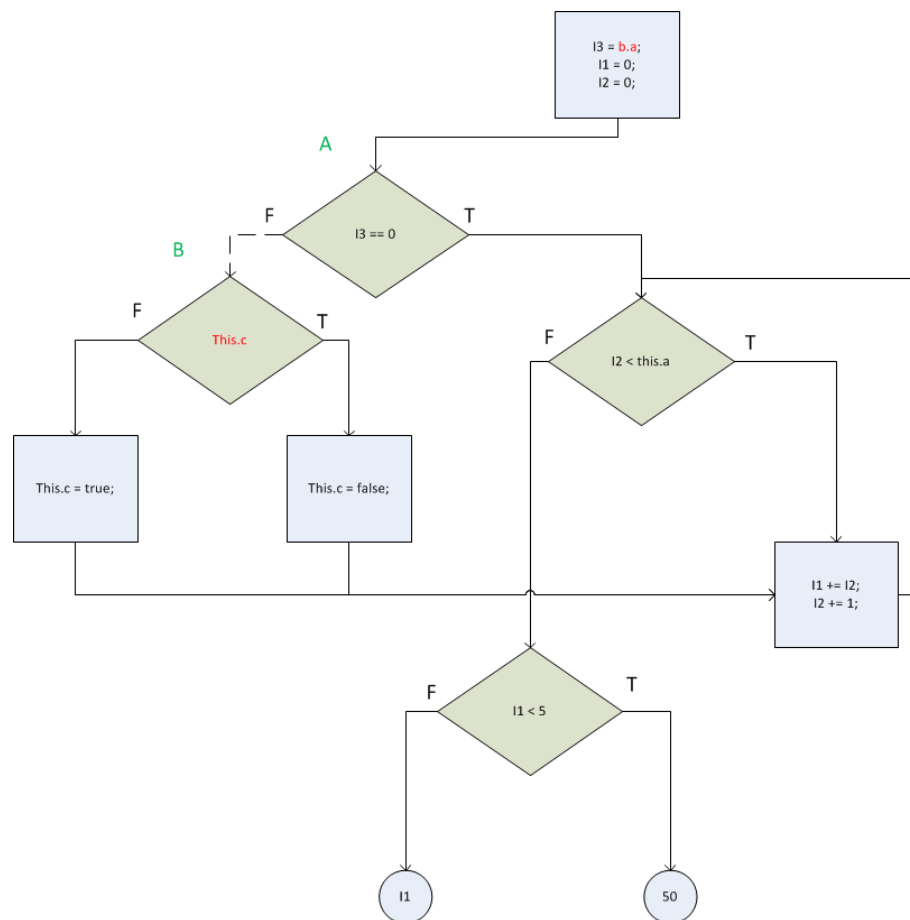 I3 = b.a;
I1 = 0;
I2 = 0;
A
F
T
I3 == 0
B
F
T
This.c
F
T
I2 < this.a
This.c = true;
This.c = false;
I1 += I2;
I2 += 1;
F
T
I1 < 5
I1
50